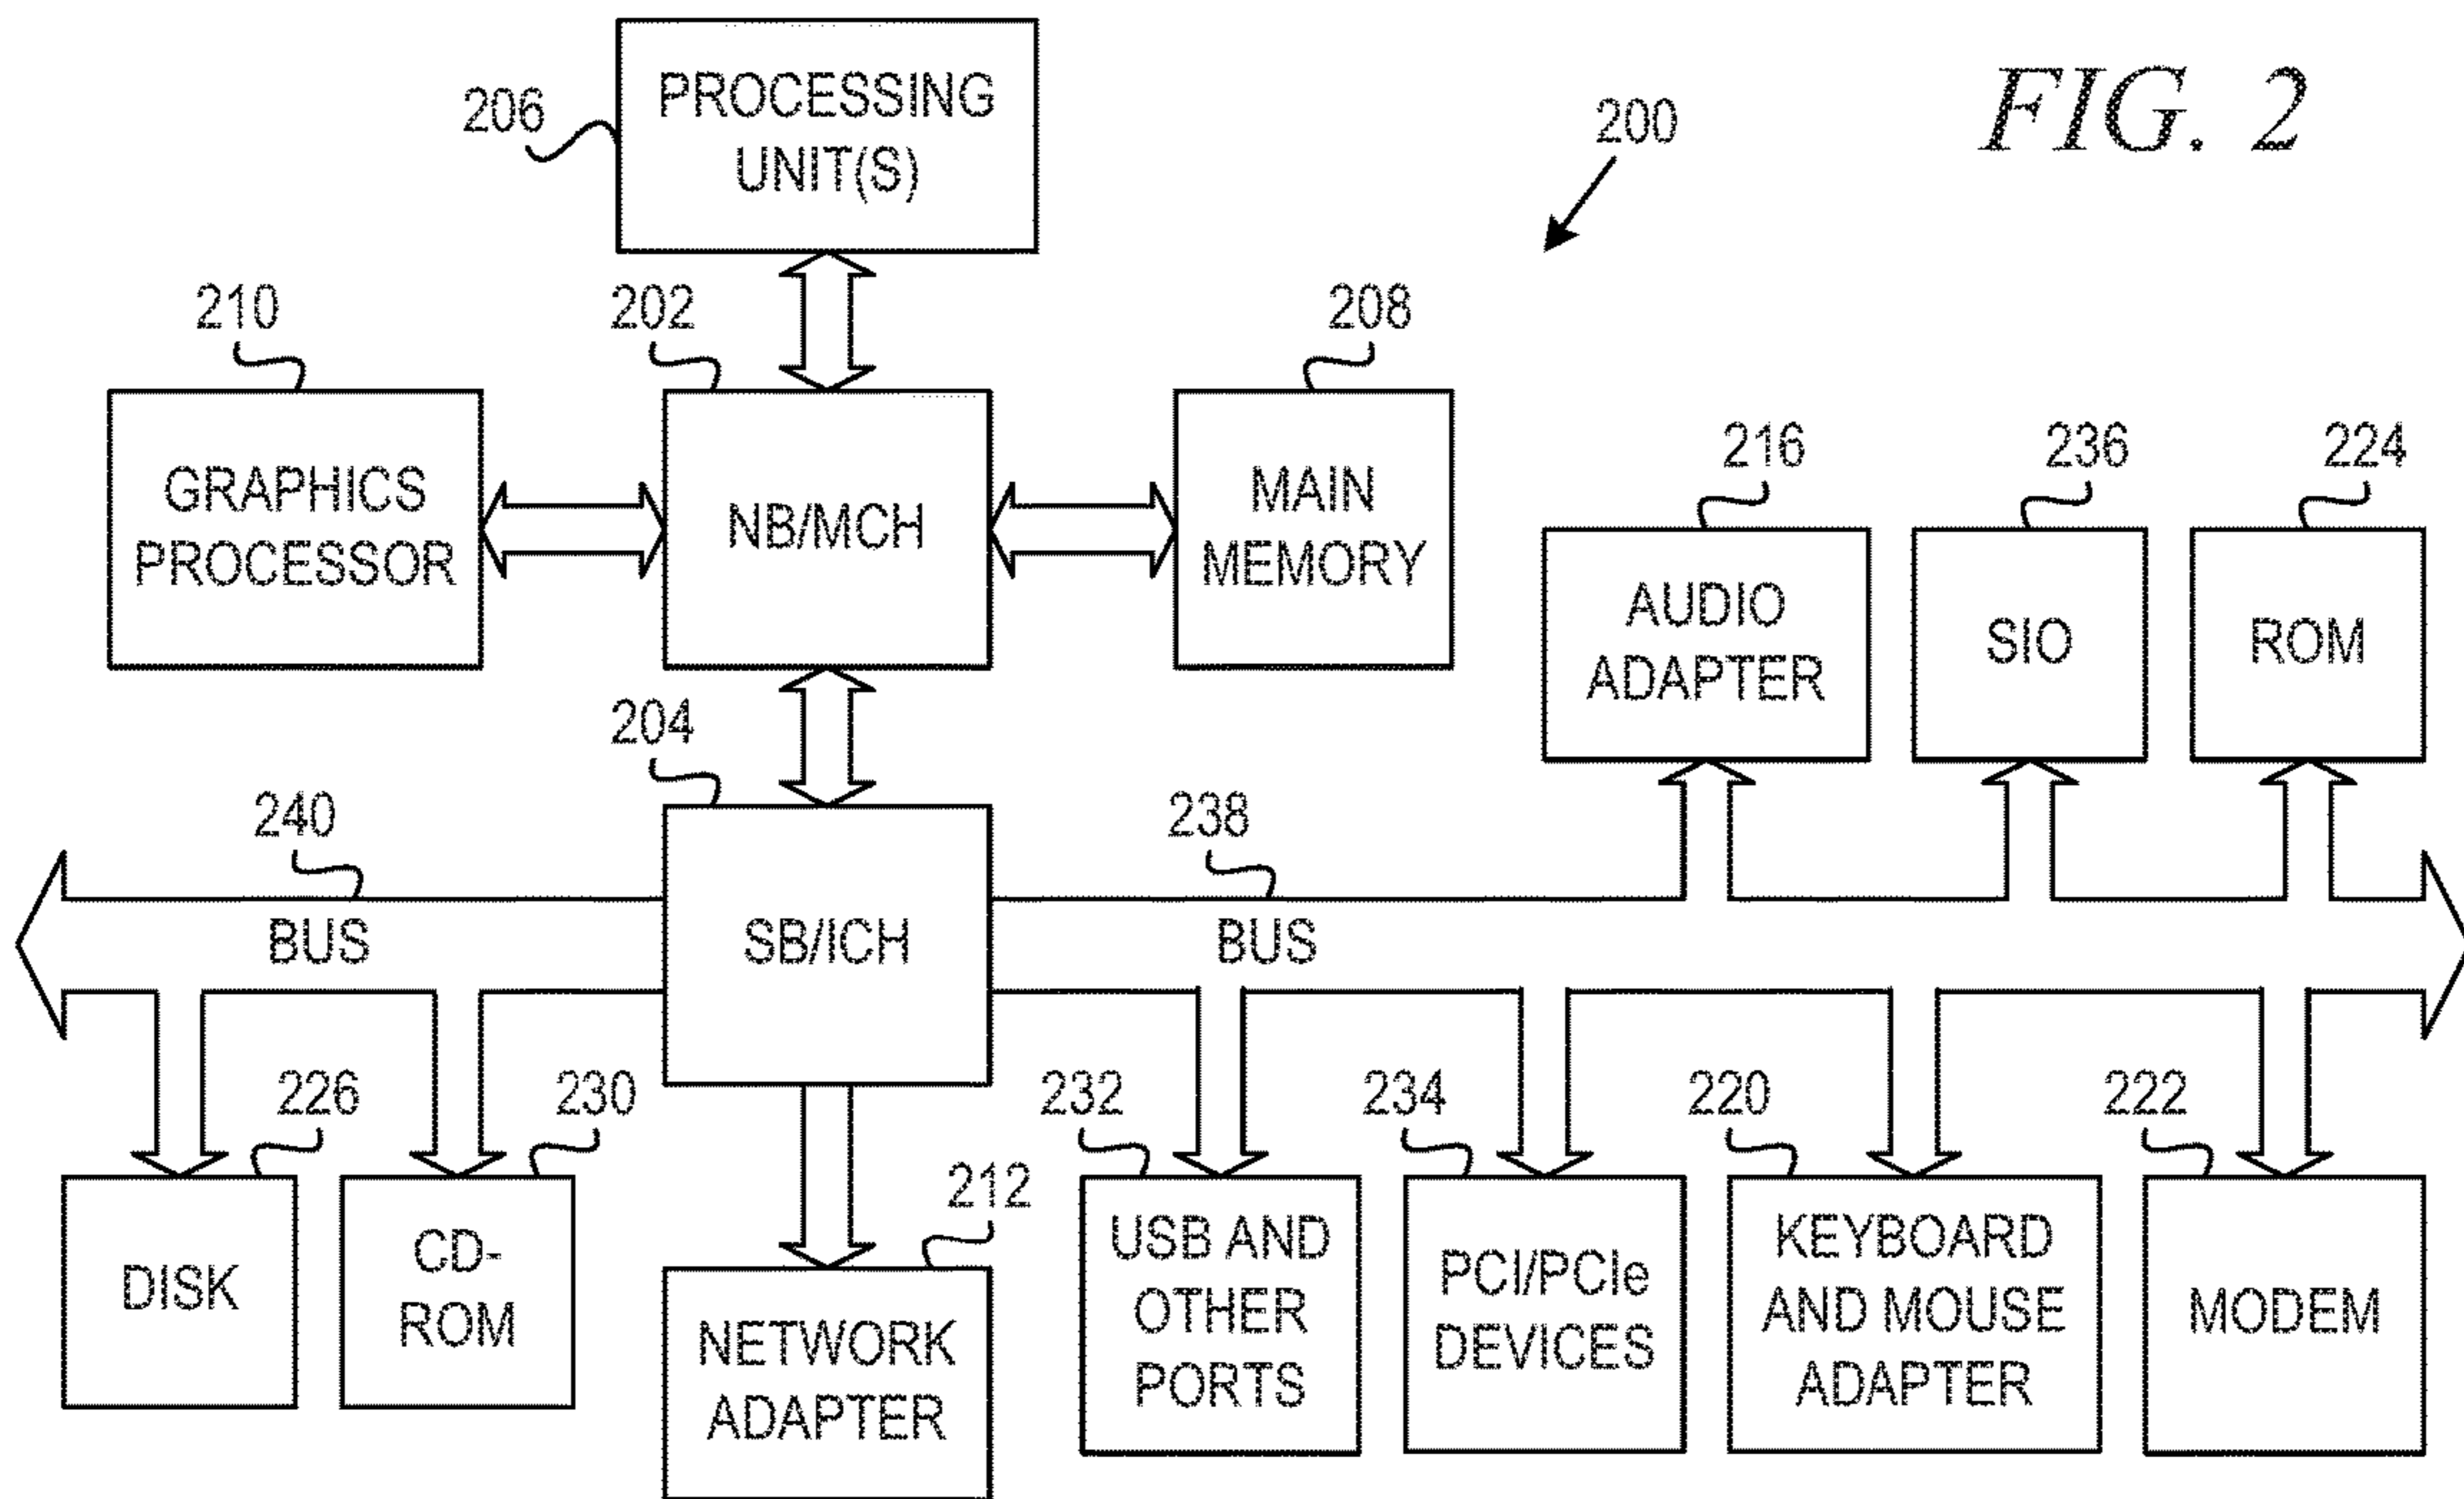 FIG. 2
200
206
PROCESSING
UNIT(S)
210
202
208
GRAPHICS
PROCESSOR
NB/MCH
MAIN
MEMORY
216
236
224
AUDIO
ADAPTER
SIO
ROM
204
240
238
BUS
SB/ICH
BUS
226
230
212
232
234
220
222
DISK
CD-
ROM
NETWORK
ADAPTER
USB AND
OTHER
PORTS
PCI/PCIe
DEVICES
KEYBOARD
AND MOUSE
ADAPTER
MODEM